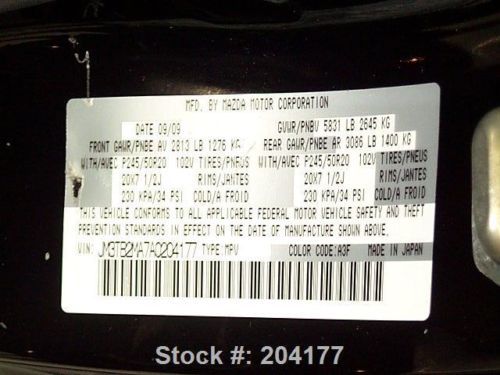 MFD. BY MAZDA MOTOR CORPORATION
DATE 09/09 GVWR/PNBV 5831 LB 2645 KG
FRONT GAWR/PNBE AV 2813 LB 1276 KG / REAR GAWR/PNBE AR 3086 LB 1400 KG
WITH/AVEC P245/50R20 102V TIRES/PNEUS WITH/AVEC P245/50R20 102V TIRES/PNEUS
20X7 1/2J RIMS/JANTES 20X7 1/2J RIMS/JANTES
230 KPA/34 PSI COLD/A FROID 230 KPA/34 PSI COLD/A FROID
THIS VEHICLE CONFORMS TO ALL APPLICABLE FEDERAL MOTOR VEHICLE SAFETY AND THEFT
PREVENTION STANDARDS IN EFFECT ON THE DATE OF MANUFACTURE SHOWN ABOVE.
VIN: JM3TB2MA7A0204177 TYPE:MPV COLOR CODE:A3F MADE IN JAPAN
Stock #: 204177